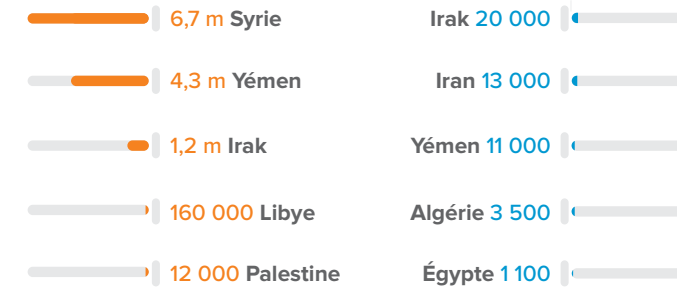 6,7 m Syrie
4,3 m Yémen
1,2 m Irak
160 000 Libye
12 000 Palestine
Irak 20 000
Iran 13 000
Yémen 11 000
Algérie 3 500
Égypte 1 100